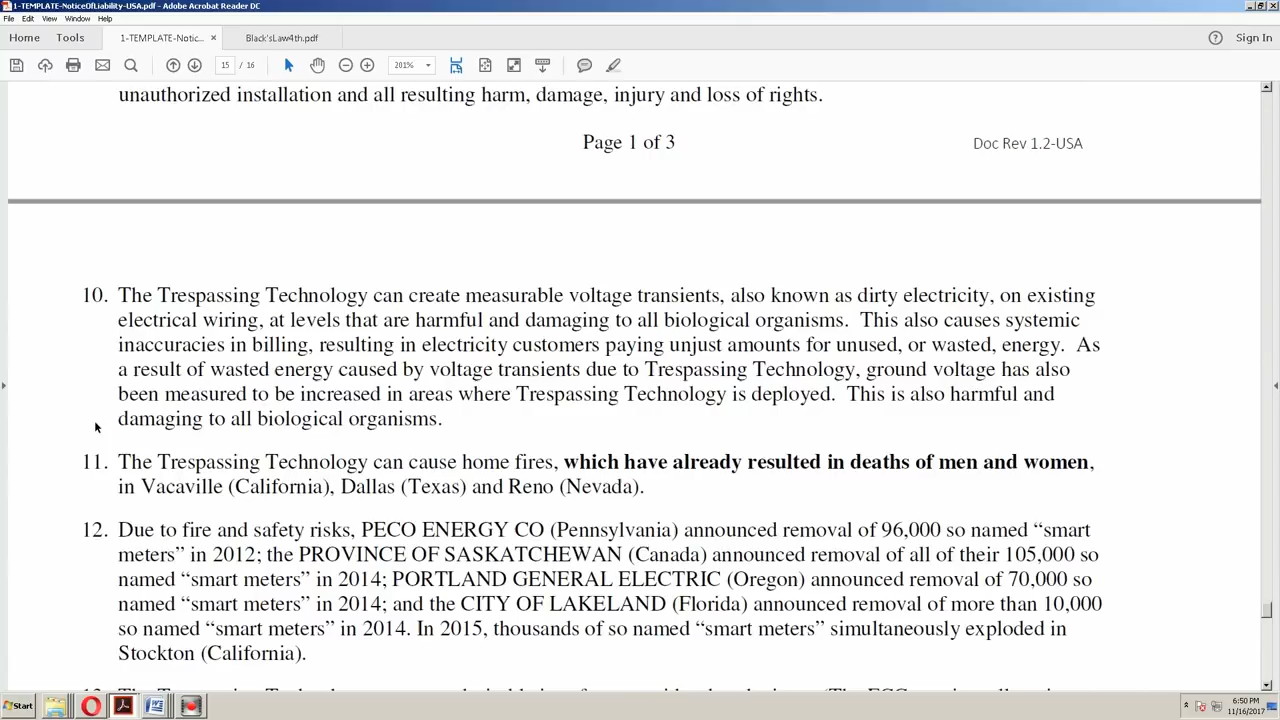 1-TEMPLATE-NoticeOfLiability-USA.pdf - Adobe Acrobat Reader DC
File Edit View Window Help
Home Tools 1-TEMPLATE-Notic... × Black'sLaw4th.pdf Sign In
15 / 16 201%
unauthorized installation and all resulting harm, damage, injury and loss of rights.
Page 1 of 3 Doc Rev 1.2-USA
10. The Trespassing Technology can create measurable voltage transients, also known as dirty electricity, on existing
electrical wiring, at levels that are harmful and damaging to all biological organisms. This also causes systemic
inaccuracies in billing, resulting in electricity customers paying unjust amounts for unused, or wasted, energy. As
a result of wasted energy caused by voltage transients due to Trespassing Technology, ground voltage has also
been measured to be increased in areas where Trespassing Technology is deployed. This is also harmful and
damaging to all biological organisms.
11. The Trespassing Technology can cause home fires, which have already resulted in deaths of men and women,
in Vacaville (California), Dallas (Texas) and Reno (Nevada).
12. Due to fire and safety risks, PECO ENERGY CO (Pennsylvania) announced removal of 96,000 so named “smart
meters” in 2012; the PROVINCE OF SASKATCHEWAN (Canada) announced removal of all of their 105,000 so
named “smart meters” in 2014; PORTLAND GENERAL ELECTRIC (Oregon) announced removal of 70,000 so
named “smart meters” in 2014; and the CITY OF LAKELAND (Florida) announced removal of more than 10,000
so named “smart meters” in 2014. In 2015, thousands of so named “smart meters” simultaneously exploded in
Stockton (California).
Start 6:50 PM
11/16/2017